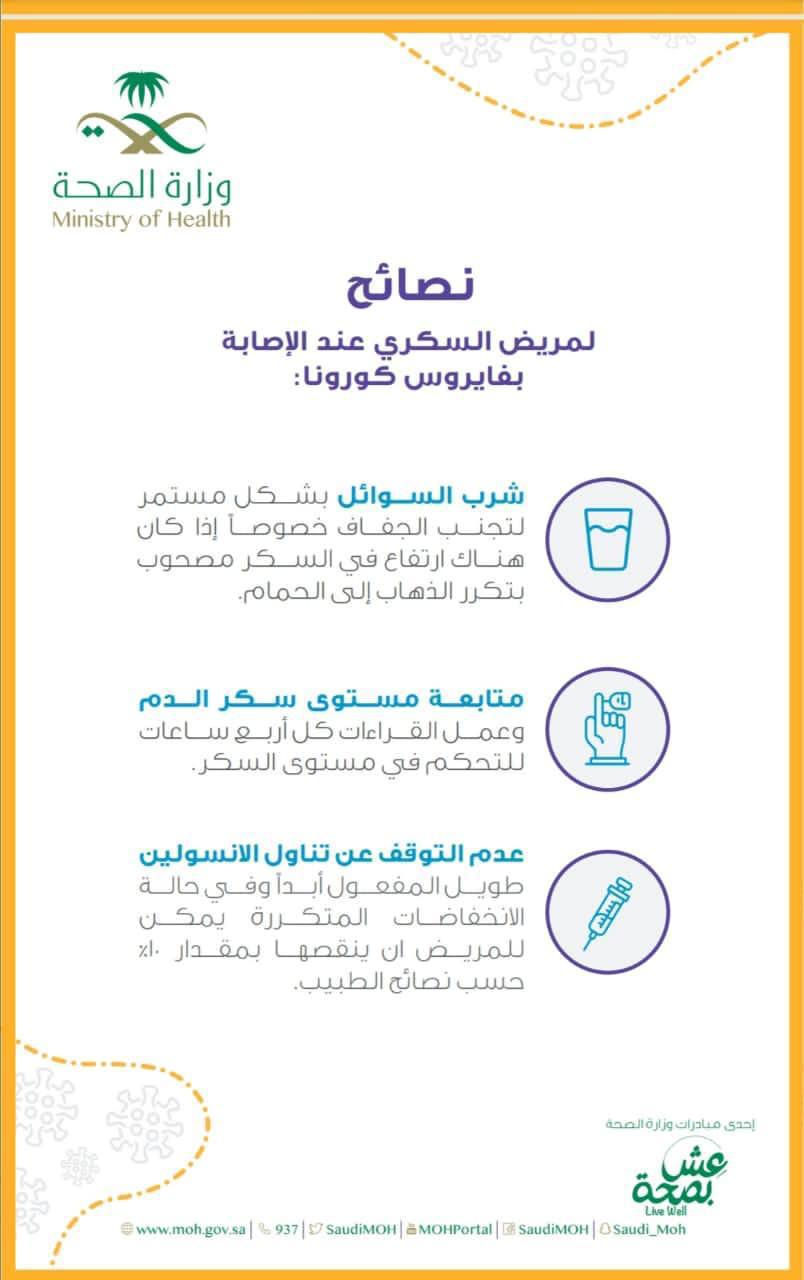 وزارة الصحة
Ministry of Health
نصائح
لمريض السكري عند الإصابة
بفايروس كورونا:
شرب السوائل بشكل مستمر
لتجنب الجفاف خصوصاً إذا كان
هناك ارتفاع في السكر مصحوب
بتكرر الذهاب إلى الحمام.
متابعة مستوى سكر الدم
وعمل القراءات كل أربع ساعات
للتحكم في مستوى السكر.
عدم التوقف عن تناول الانسولين
طويل المفعول أبداً وفي حالة
الانخفاضات المتكررة يمكن
للمريض ان ينقصها بمقدار ١٠٪
حسب نصائح الطبيب.
إحدى مبادرات وزارة الصحة
عش بصحة
Live Well
www.moh.gov.sa | 937 | SaudiMOH | MOHPortal | SaudiMOH | Saudi_Moh